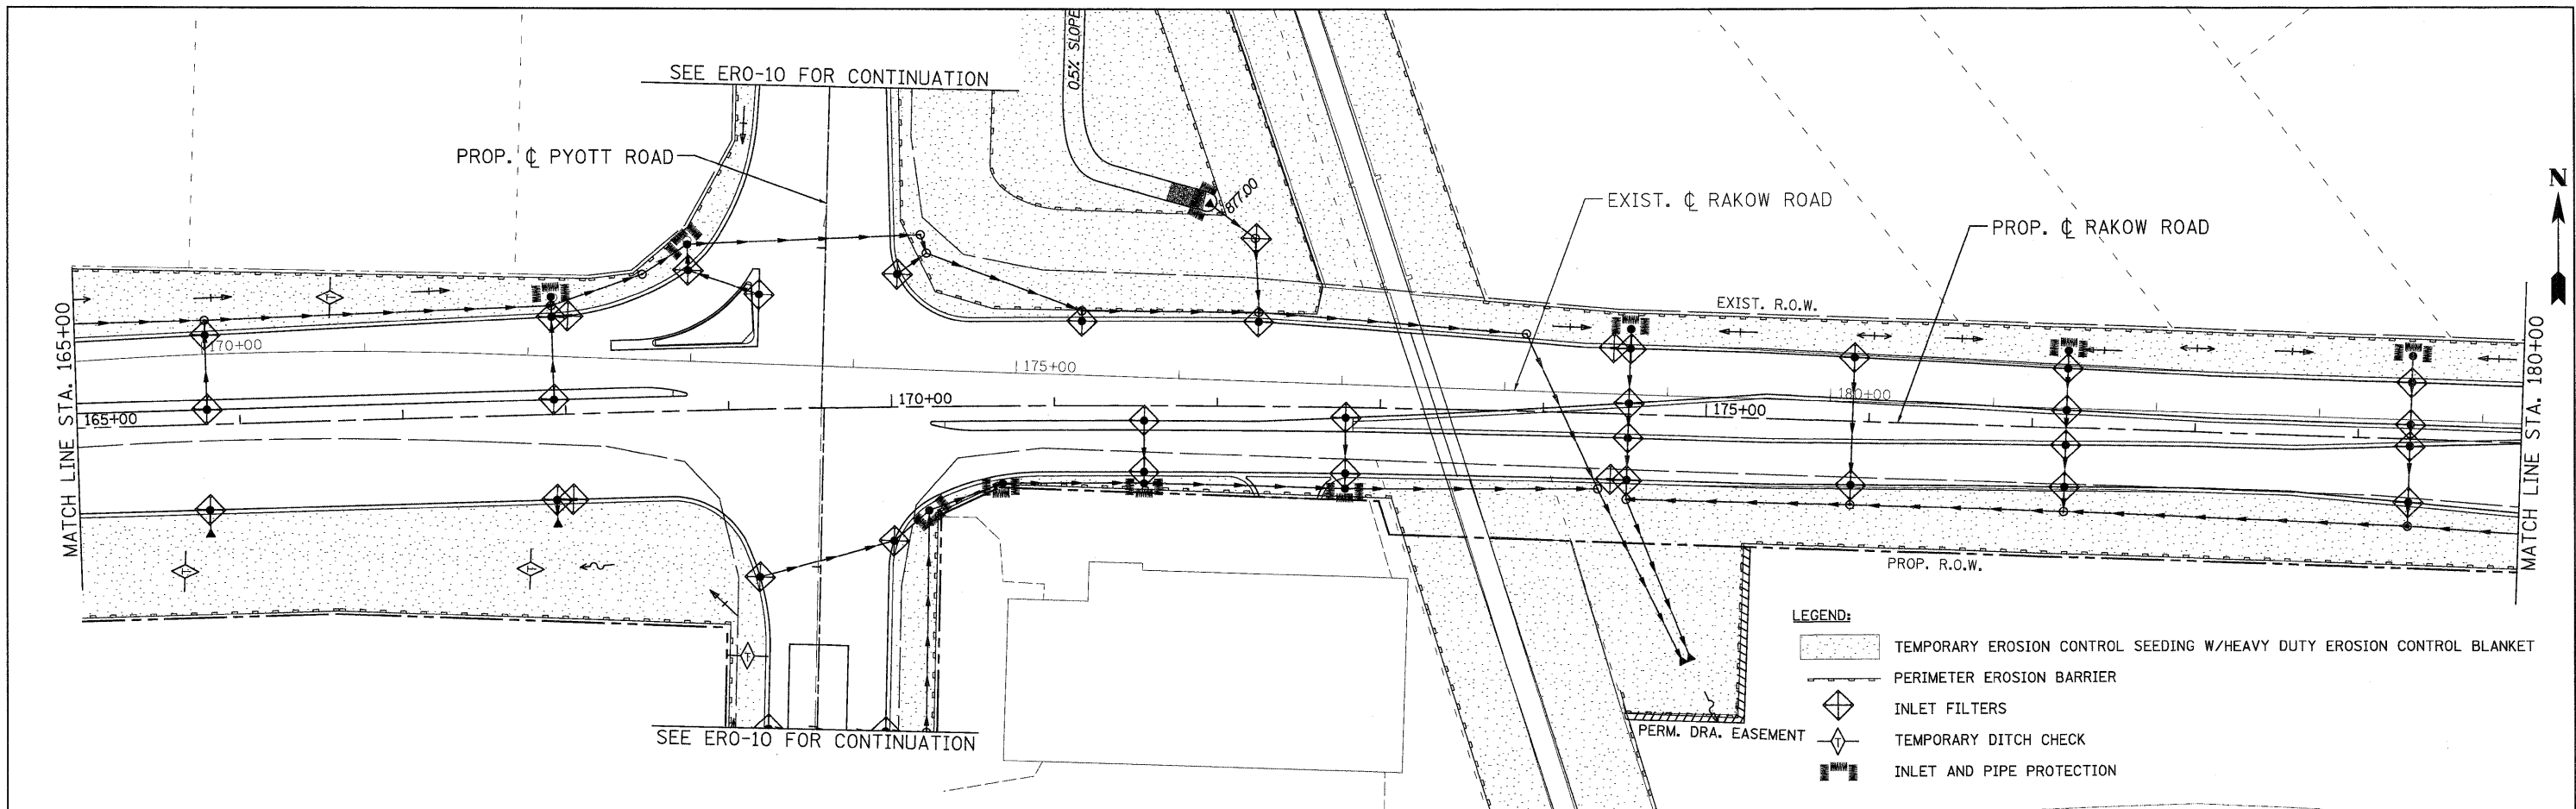 SEE ERO-10 FOR CONTINUATION
0.5% SLOPE
PROP. ℄ PYOTT ROAD
877.00
EXIST. ℄ RAKOW ROAD
PROP. ℄ RAKOW ROAD
N
MATCH LINE STA. 165+00
EXIST. R.O.W.
MATCH LINE STA. 180+00
170+00
175+00
180+00
165+00
170+00
175+00
PROP. R.O.W.
SEE ERO-10 FOR CONTINUATION
PERM. DRA. EASEMENT
LEGEND:
TEMPORARY EROSION CONTROL SEEDING W/HEAVY DUTY EROSION CONTROL BLANKET
PERIMETER EROSION BARRIER
INLET FILTERS
T TEMPORARY DITCH CHECK
INLET AND PIPE PROTECTION
T
T
T
T